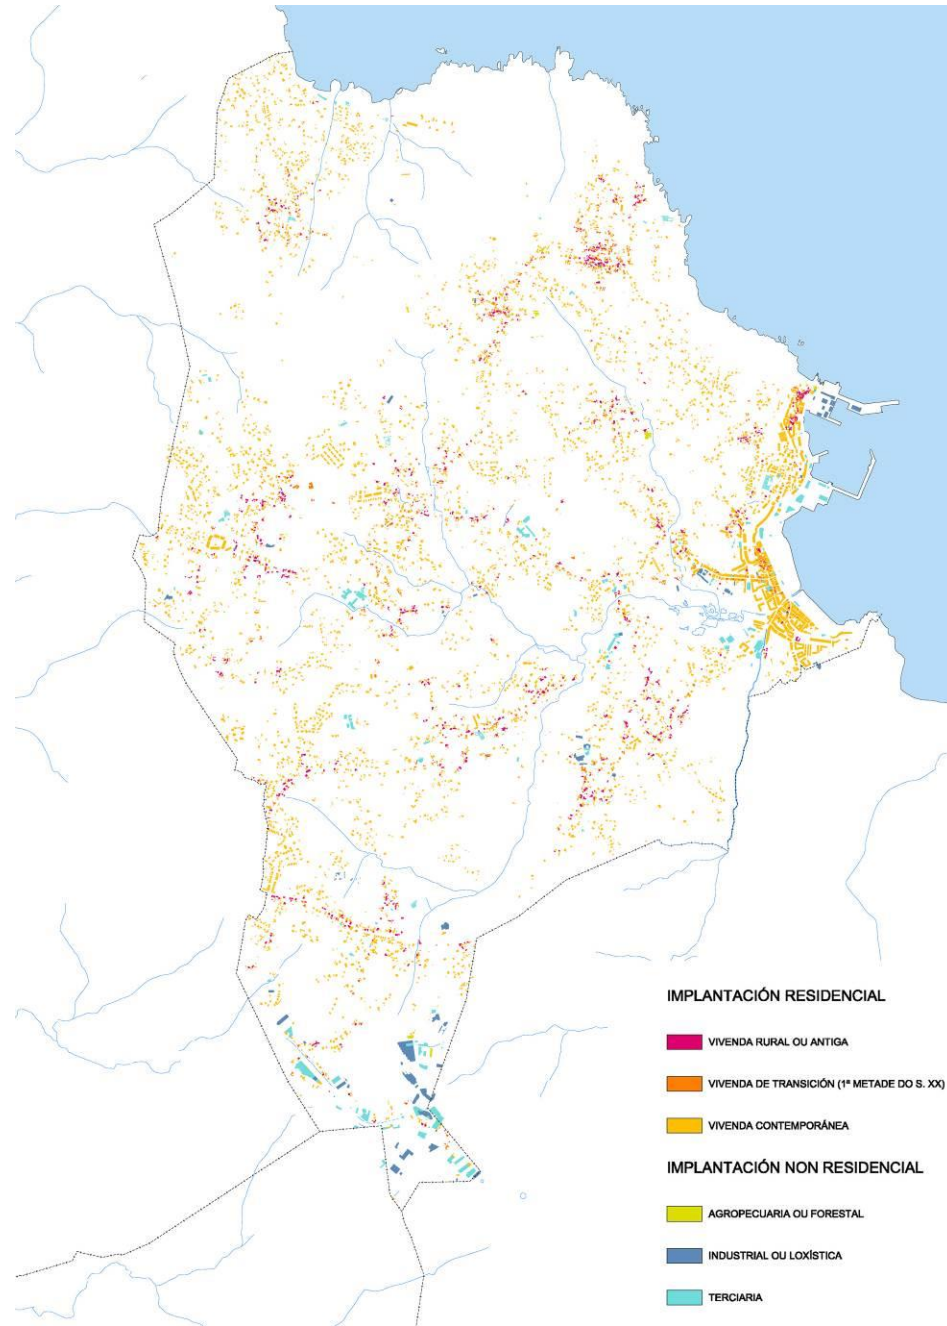 IMPLANTACIÓN RESIDENCIAL
VIVENDA RURAL OU ANTIGA
VIVENDA DE TRANSICIÓN (1ª METADE DO S. XX)
VIVENDA CONTEMPORÁNEA
IMPLANTACIÓN NON RESIDENCIAL
AGROPECUARIA OU FORESTAL
INDUSTRIAL OU LOXÍSTICA
TERCIARIA